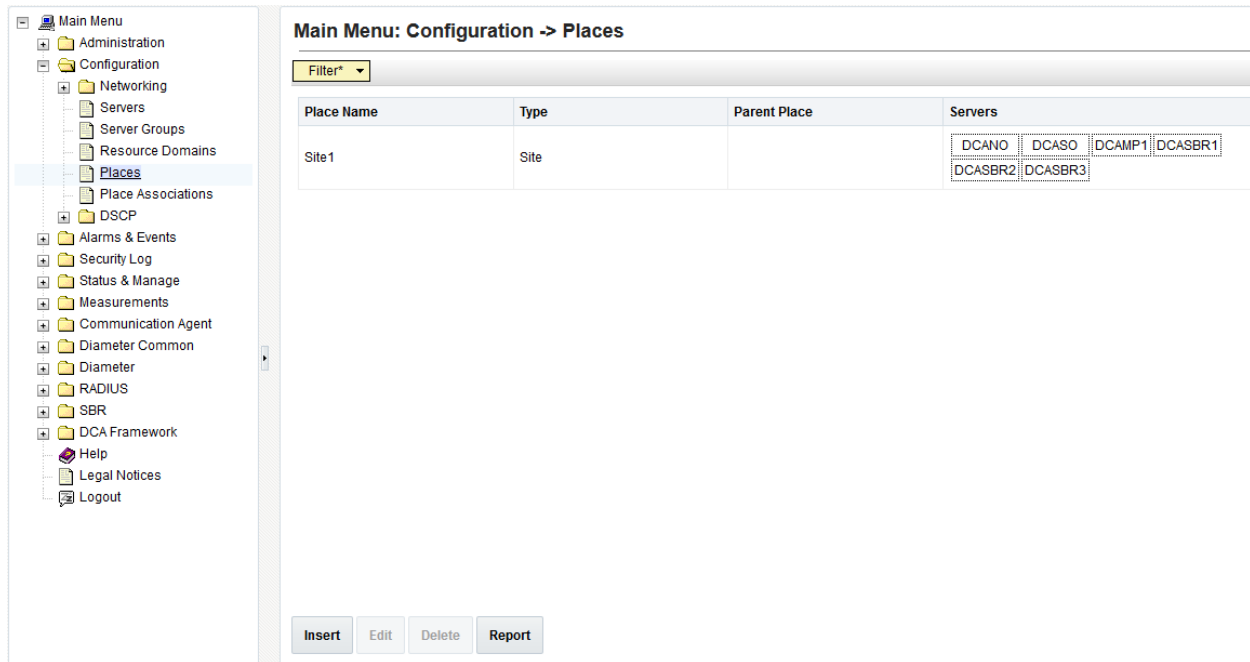 Main Menu
Administration
Configuration
Networking
Servers
Server Groups
Resource Domains
Places
Place Associations
DSCP
Alarms & Events
Security Log
Status & Manage
Measurements
Communication Agent
Diameter Common
Diameter
RADIUS
SBR
DCA Framework
Help
Legal Notices
Logout
Main Menu: Configuration -> Places
Filter*
Place Name Type Parent Place Servers
Site1 Site DCANO DCASO DCAMP1 DCASBR1
DCASBR2 DCASBR3
Insert Edit Delete Report